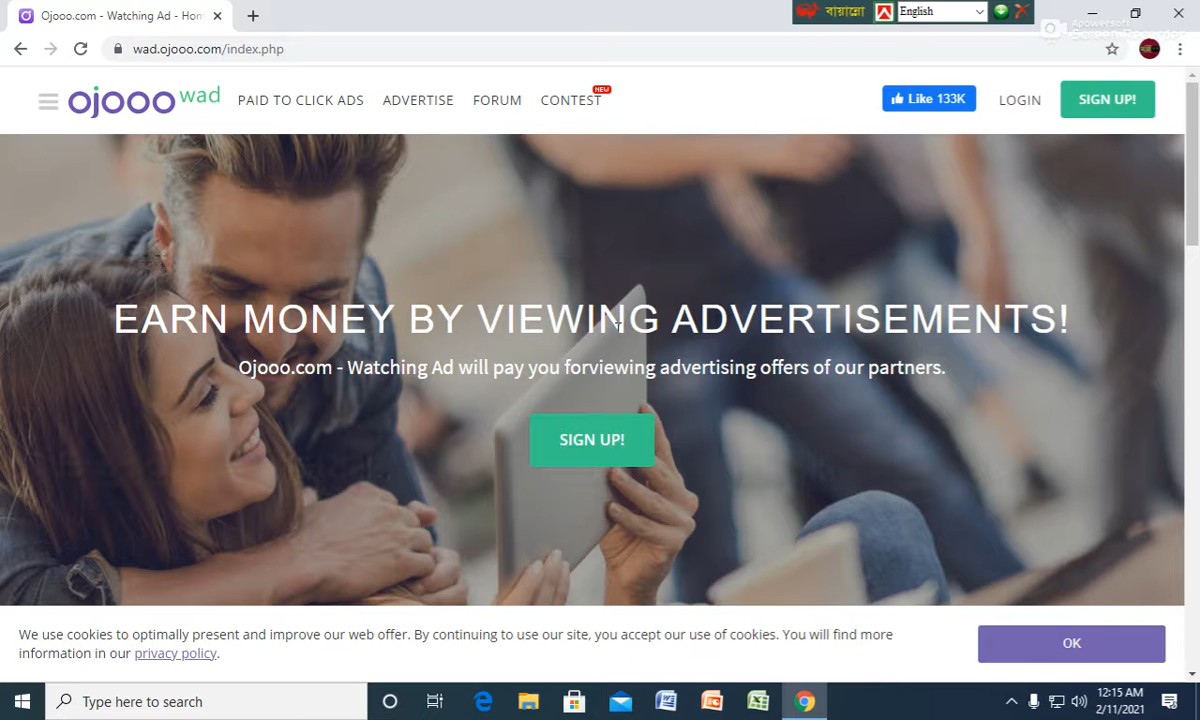 Ojooo.com - Watching Ad - Hom
বায়ান্নো
English
Apowersoft
Screen Recorder
wad.ojooo.com/index.php
ojooo wad
PAID TO CLICK ADS
ADVERTISE
FORUM
CONTEST
NEW
Like 133K
LOGIN
SIGN UP!
EARN MONEY BY VIEWING ADVERTISEMENTS!
Ojooo.com - Watching Ad will pay you forviewing advertising offers of our partners.
SIGN UP!
We use cookies to optimally present and improve our web offer. By continuing to use our site, you accept our use of cookies. You will find more
information in our privacy policy.
OK
Type here to search
12:15 AM
2/11/2021